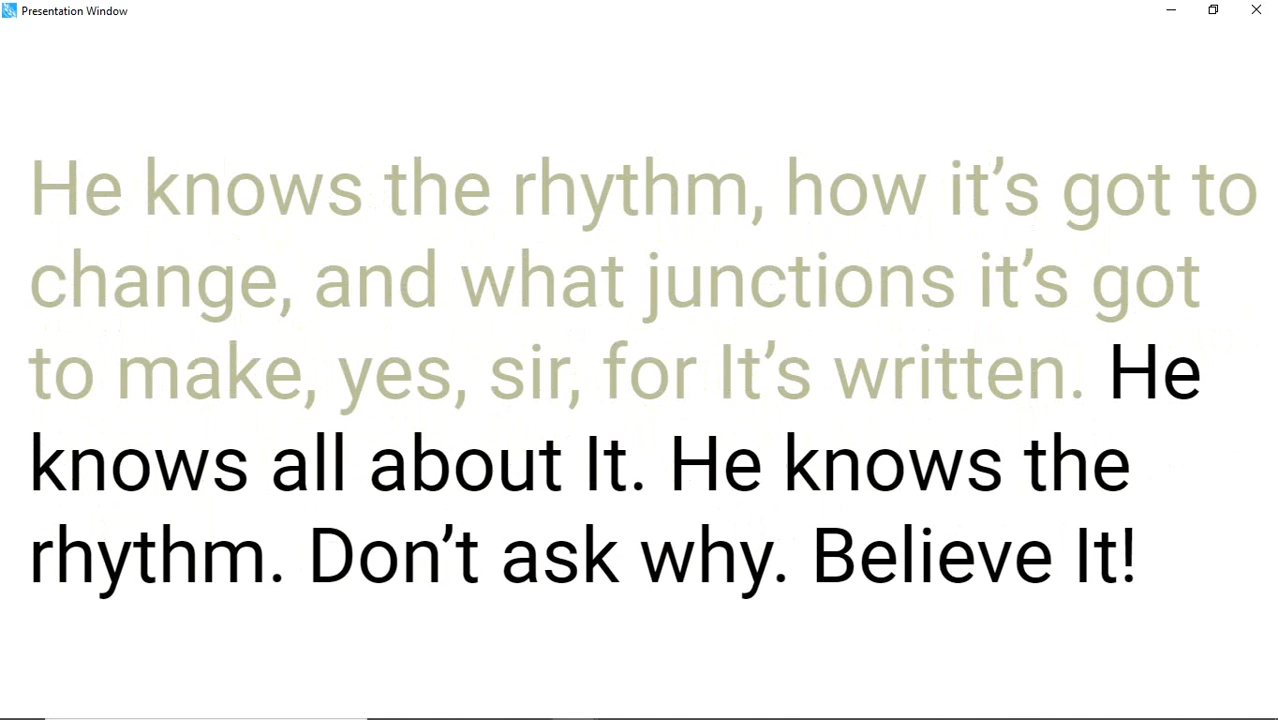 Presentation Window
He knows the rhythm, how it’s got to
change, and what junctions it’s got
to make, yes, sir, for It’s written. He
knows all about It. He knows the
rhythm. Don’t ask why. Believe It!